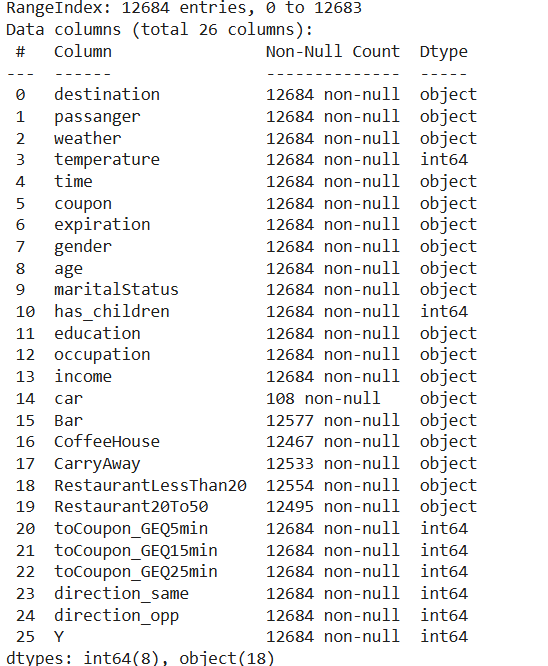 RangeIndex: 12684 entries, 0 to 12683
Data columns (total 26 columns):
 #   Column                Non-Null Count  Dtype
---  ------                --------------  -----
 0   destination           12684 non-null  object
 1   passanger             12684 non-null  object
 2   weather               12684 non-null  object
 3   temperature           12684 non-null  int64
 4   time                  12684 non-null  object
 5   coupon                12684 non-null  object
 6   expiration            12684 non-null  object
 7   gender                12684 non-null  object
 8   age                   12684 non-null  object
 9   maritalStatus         12684 non-null  object
 10  has_children          12684 non-null  int64
 11  education             12684 non-null  object
 12  occupation            12684 non-null  object
 13  income                12684 non-null  object
 14  car                   108 non-null    object
 15  Bar                   12577 non-null  object
 16  CoffeeHouse           12467 non-null  object
 17  CarryAway             12533 non-null  object
 18  RestaurantLessThan20  12554 non-null  object
 19  Restaurant20To50      12495 non-null  object
 20  toCoupon_GEQ5min      12684 non-null  int64
 21  toCoupon_GEQ15min     12684 non-null  int64
 22  toCoupon_GEQ25min     12684 non-null  int64
 23  direction_same        12684 non-null  int64
 24  direction_opp         12684 non-null  int64
 25  Y                     12684 non-null  int64
dtypes: int64(8), object(18)